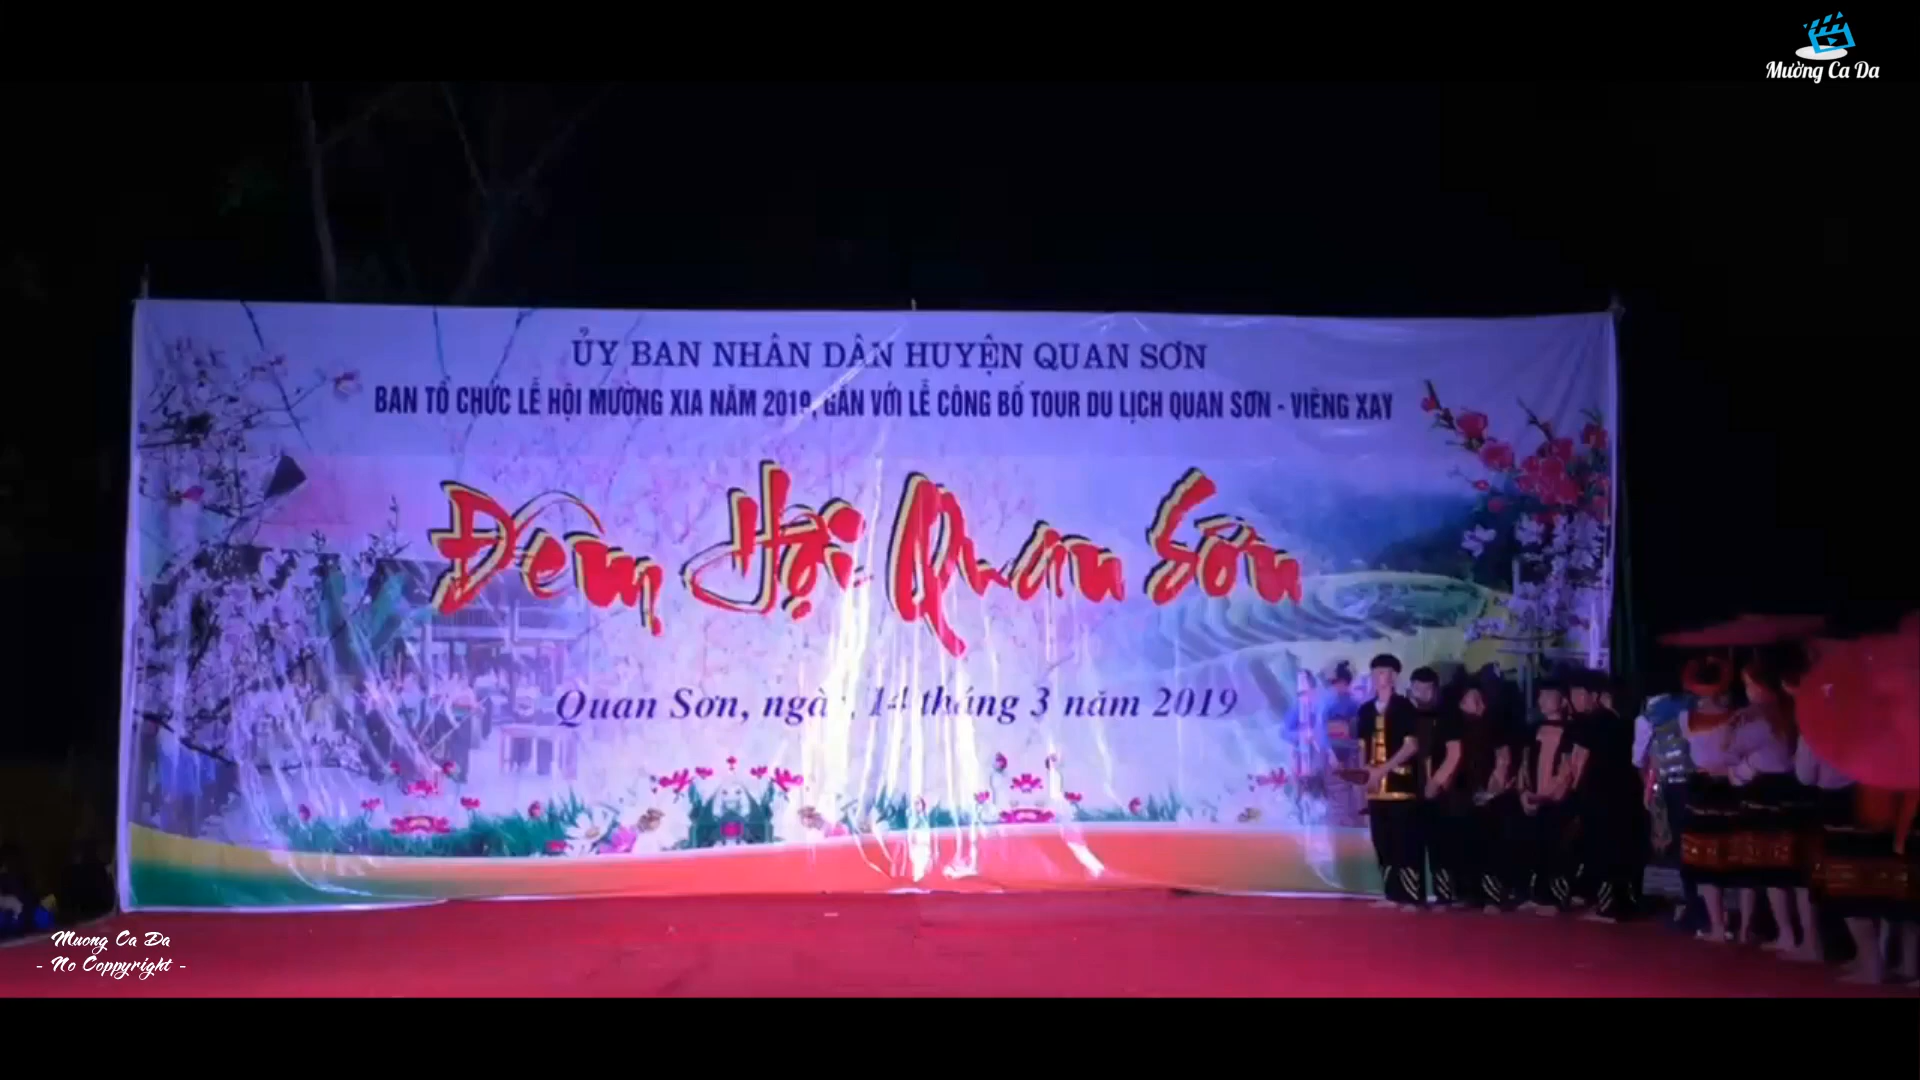 Mường Ca Da
ỦY BAN NHÂN DÂN HUYỆN QUAN SƠN
BAN TỔ CHỨC LỄ HỘI MƯỜNG XIA NĂM 2019, GẮN VỚI LỄ CÔNG BỐ TOUR DU LỊCH QUAN SƠN - VIÊNG XAY
Đêm Hội Quan Sơn
Quan Sơn, ngày 14 tháng 3 năm 2019
Muong Ca Da
- No Coppyright -